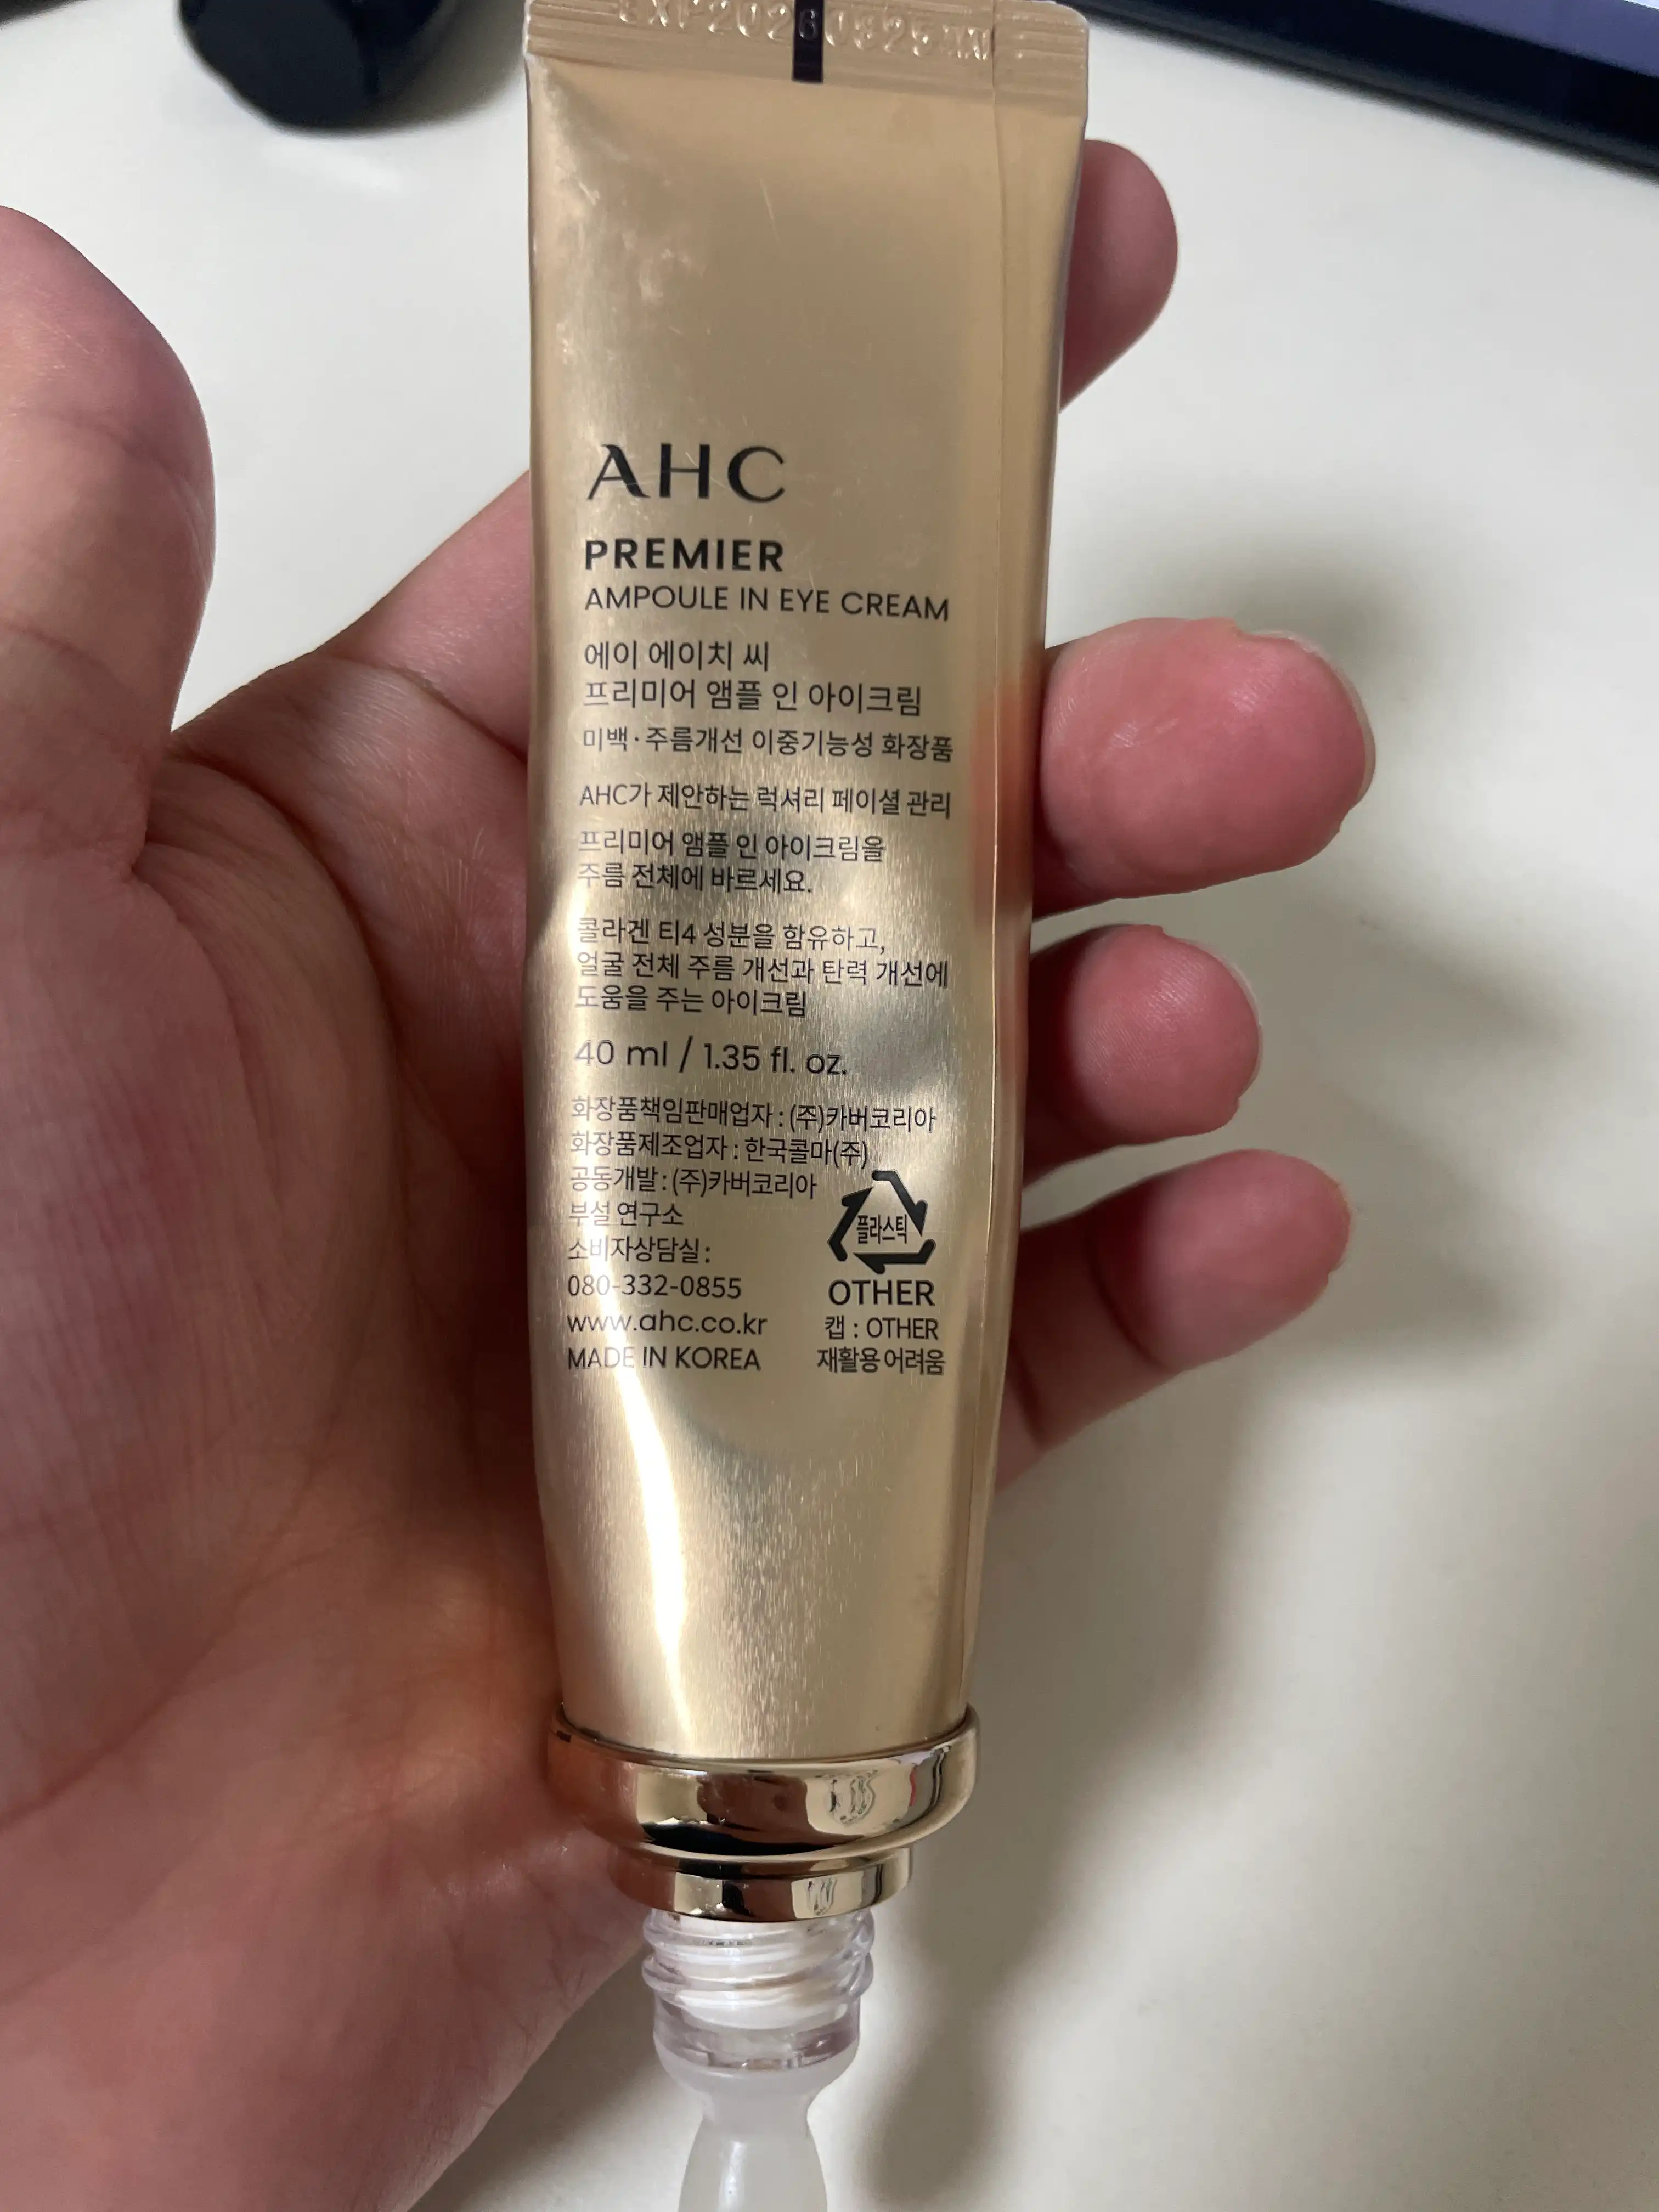 EXP20260325
AHC
PREMIER
AMPOULE IN EYE CREAM
에이 에이치 씨
프리미어 앰플 인 아이크림
미백·주름개선 이중기능성 화장품
AHC가 제안하는 럭셔리 페이셜 관리
프리미어 앰플 인 아이크림을
주름 전체에 바르세요.
콜라겐 티4 성분을 함유하고,
얼굴 전체 주름 개선과 탄력 개선에
도움을 주는 아이크림
40 ml / 1.35 fl. oz.
화장품책임판매업자 : (주)카버코리아
화장품제조업자 : 한국콜마(주)
공동개발 : (주)카버코리아
부설 연구소
소비자상담실 :
080-332-0855
www.ahc.co.kr
MADE IN KOREA
플라스틱
OTHER
캡 : OTHER
재활용 어려움